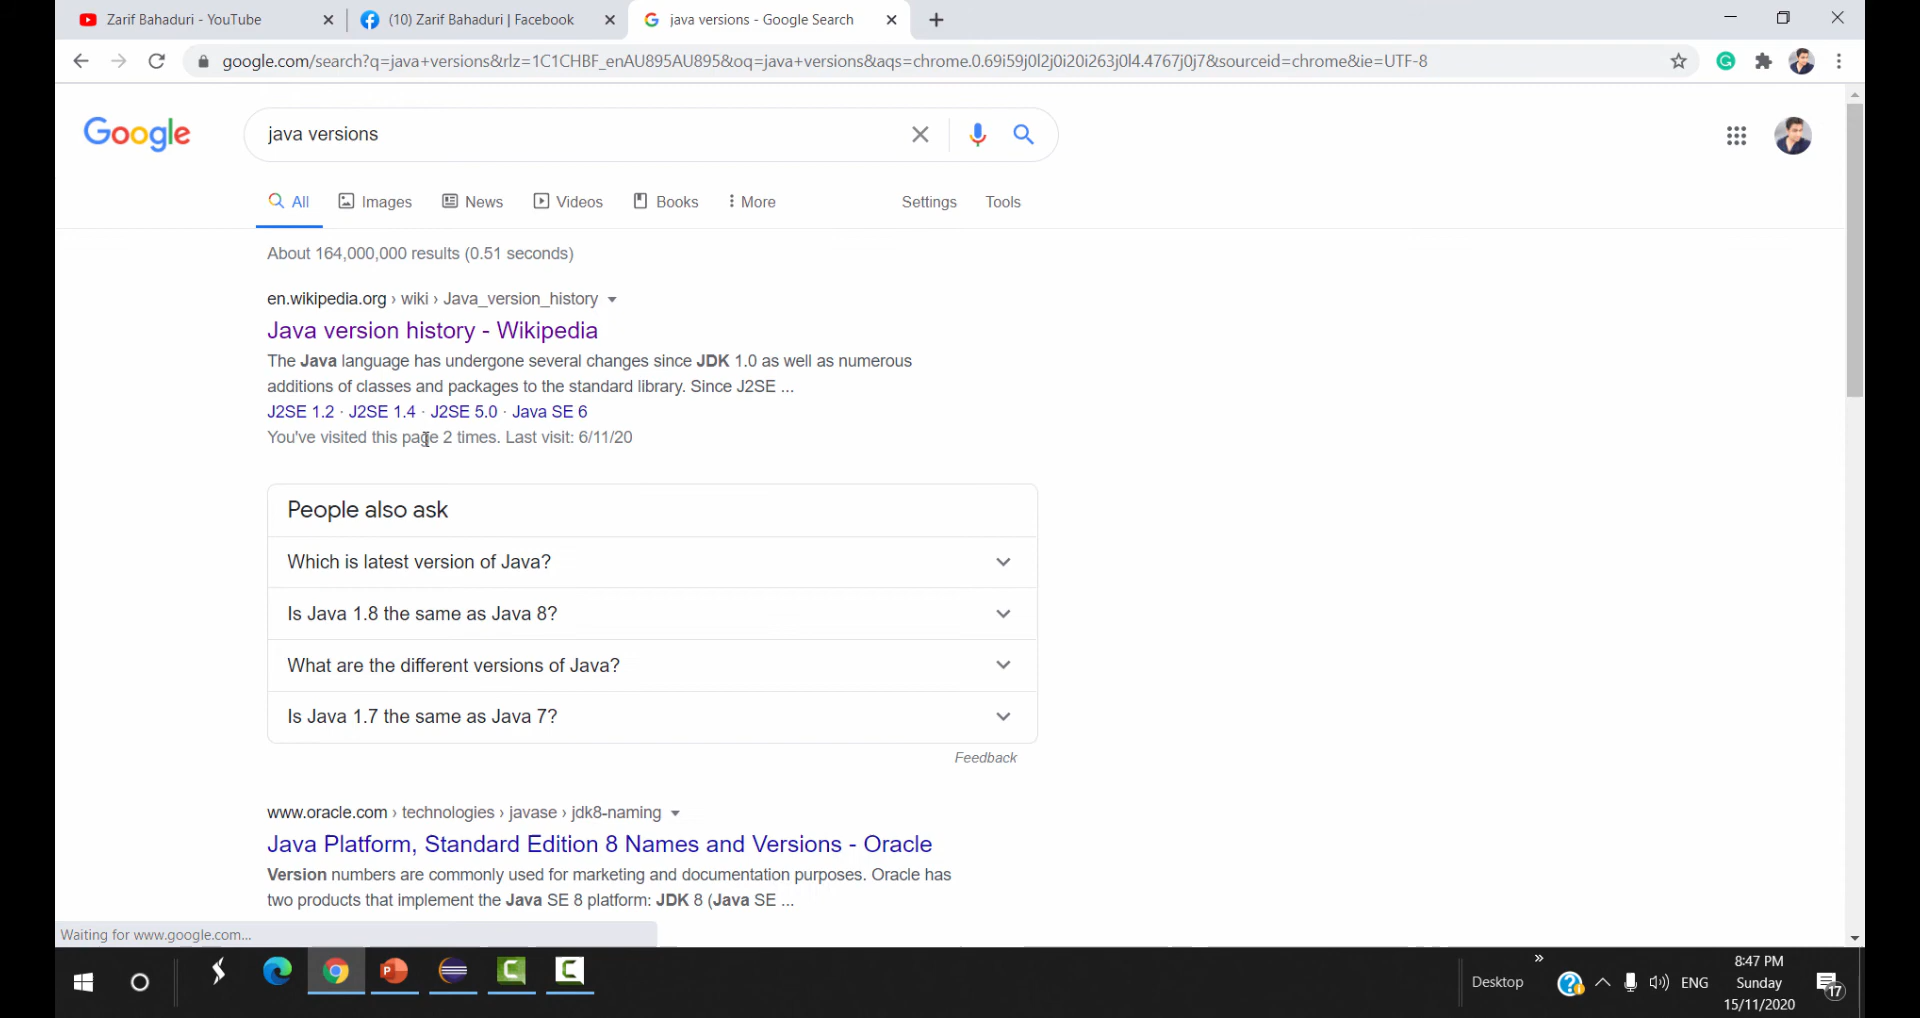 Zarif Bahaduri - YouTube
(10) Zarif Bahaduri | Facebook
java versions - Google Search
google.com/search?q=java+versions&rlz=1C1CHBF_enAU895AU895&oq=java+versions&aqs=chrome.0.69i59j0l2j0i20i263j0l4.4767j0j7&sourceid=chrome&ie=UTF-8
Google
java versions
All
Images
News
Videos
Books
More
Settings
Tools
About 164,000,000 results (0.51 seconds)
en.wikipedia.org › wiki › Java_version_history
Java version history - Wikipedia
The Java language has undergone several changes since JDK 1.0 as well as numerous
additions of classes and packages to the standard library. Since J2SE ...
J2SE 1.2 · J2SE 1.4 · J2SE 5.0 · Java SE 6
You've visited this page 2 times. Last visit: 6/11/20
People also ask
Which is latest version of Java?
Is Java 1.8 the same as Java 8?
What are the different versions of Java?
Is Java 1.7 the same as Java 7?
Feedback
www.oracle.com › technologies › javase › jdk8-naming
Java Platform, Standard Edition 8 Names and Versions - Oracle
Version numbers are commonly used for marketing and documentation purposes. Oracle has
two products that implement the Java SE 8 platform: JDK 8 (Java SE ...
Waiting for www.google.com...
Desktop
ENG
8:47 PM
Sunday
15/11/2020
17